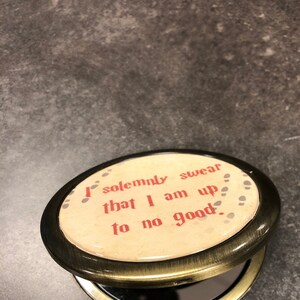 I solemnly swear
that I am up
to no good.